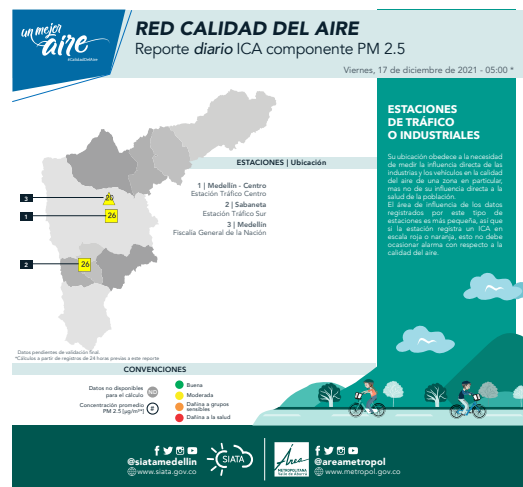 un mejor
aire
#CalidadDelAire
RED CALIDAD DEL AIRE
Reporte diario ICA componente PM 2.5
Viernes, 17 de diciembre de 2021 - 05:00 *
ESTACIONES
DE TRÁFICO
O INDUSTRIALES
Su ubicación obedece a la necesidad
de medir la influencia directa de las
industrias y los vehículos en la calidad
del aire de una zona en particular,
mas no de su influencia directa a la
salud de la población.
El área de influencia de los datos
registrados por este tipo de
estaciones es más pequeña, así que
si la estación registra un ICA en
escala roja o naranja, esto no debe
ocasionar alarma con respecto a la
calidad del aire.
ESTACIONES | Ubicación
1 | Medellín - Centro
Estación Tráfico Centro
2 | Sabaneta
Estación Tráfico Sur
3 | Medellín
Fiscalía General de la Nación
3
20
1
26
2
26
Datos pendientes de validación final.
*Cálculos a partir de registros de 24 horas previas a este reporte
CONVENCIONES
Datos no disponibles
para el cálculo
Concentración promedio
PM 2.5 [µg/m³]
#
Buena
Moderada
Dañina a grupos
sensibles
Dañina a la salud
@siatamedellin
www.siata.gov.co
SIATA
Área
METROPOLITANA
Valle de Aburrá
@areametropol
www.metropol.gov.co